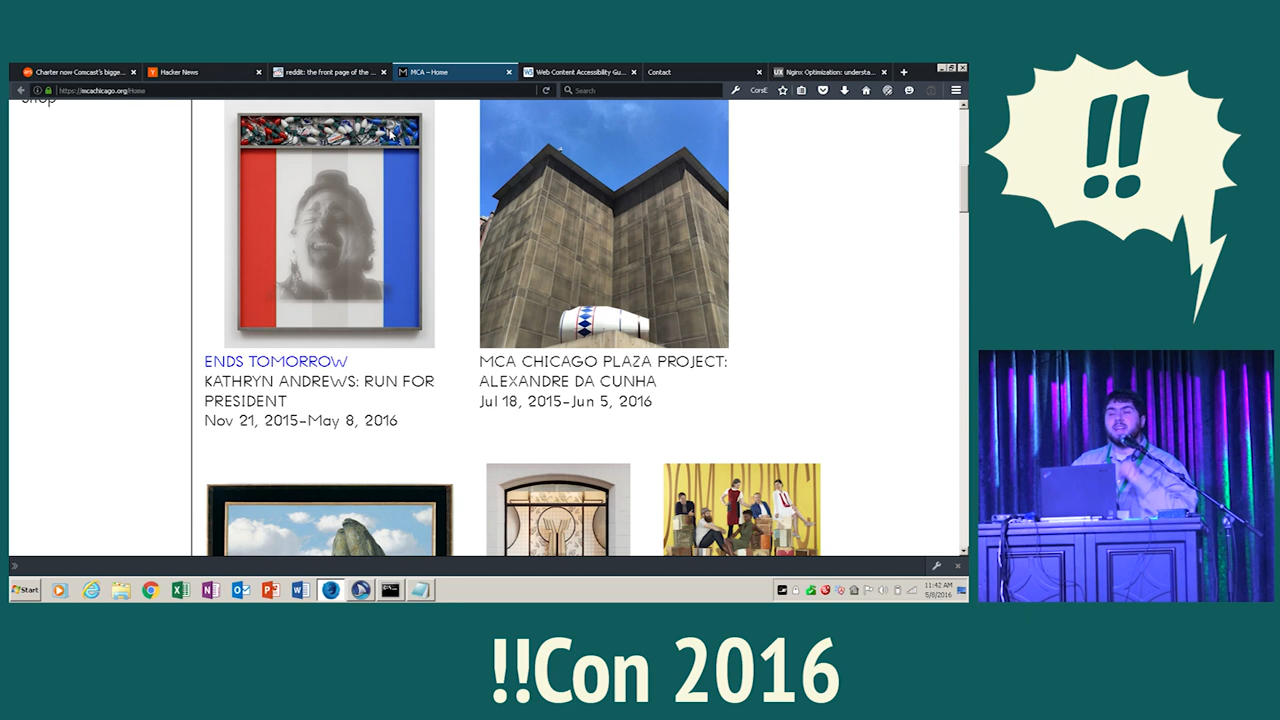 Charter now Comcast's bigge...
Hacker News
reddit: the front page of the ...
MCA – Home
Web Content Accessibility Gu...
Contact
Nginx Optimization: understa...
https://mcachicago.org/Home
Search
CorsE
Shop
ENDS TOMORROW
KATHRYN ANDREWS: RUN FOR
PRESIDENT
Nov 21, 2015–May 8, 2016
MCA CHICAGO PLAZA PROJECT:
ALEXANDRE DA CUNHA
Jul 18, 2015–Jun 5, 2016
Start
11:42 AM
5/8/2016
!!
!!Con 2016